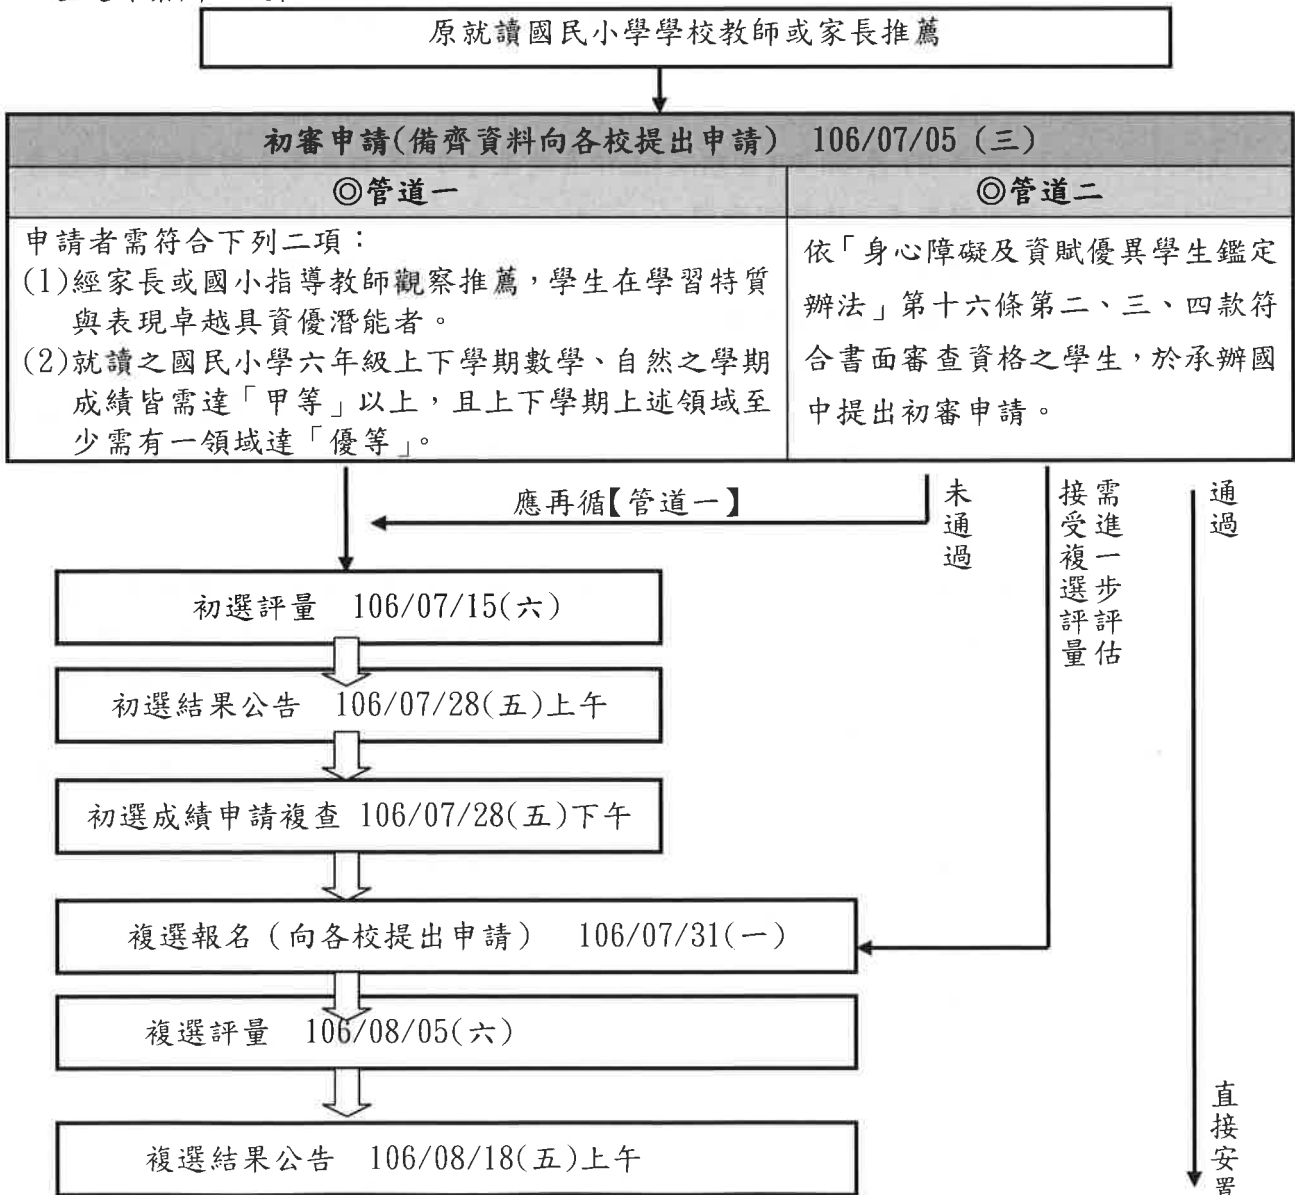 原就讀國民小學學校教師或家長推薦
初審申請(備齊資料向各校提出申請) 106/07/05 (三)
◎管道一
申請者需符合下列二項：
(1)經家長或國小指導教師觀察推薦，學生在學習特質
與表現卓越具資優潛能者。
(2)就讀之國民小學六年級上下學期數學、自然之學期
成績皆需達「甲等」以上，且上下學期上述領域至
少需有一領域達「優等」。
◎管道二
依「身心障礙及資賦優異學生鑑定
辦法」第十六條第二、三、四款符
合書面審查資格之學生，於承辦國
中提出初審申請。
應再循【管道一】
未通過
需進一步評估
接受複選評量
通過
初選評量 106/07/15(六)
初選結果公告 106/07/28(五)上午
初選成績申請複查 106/07/28(五)下午
複選報名（向各校提出申請） 106/07/31(一)
複選評量 106/08/05(六)
複選結果公告 106/08/18(五)上午
直接安置